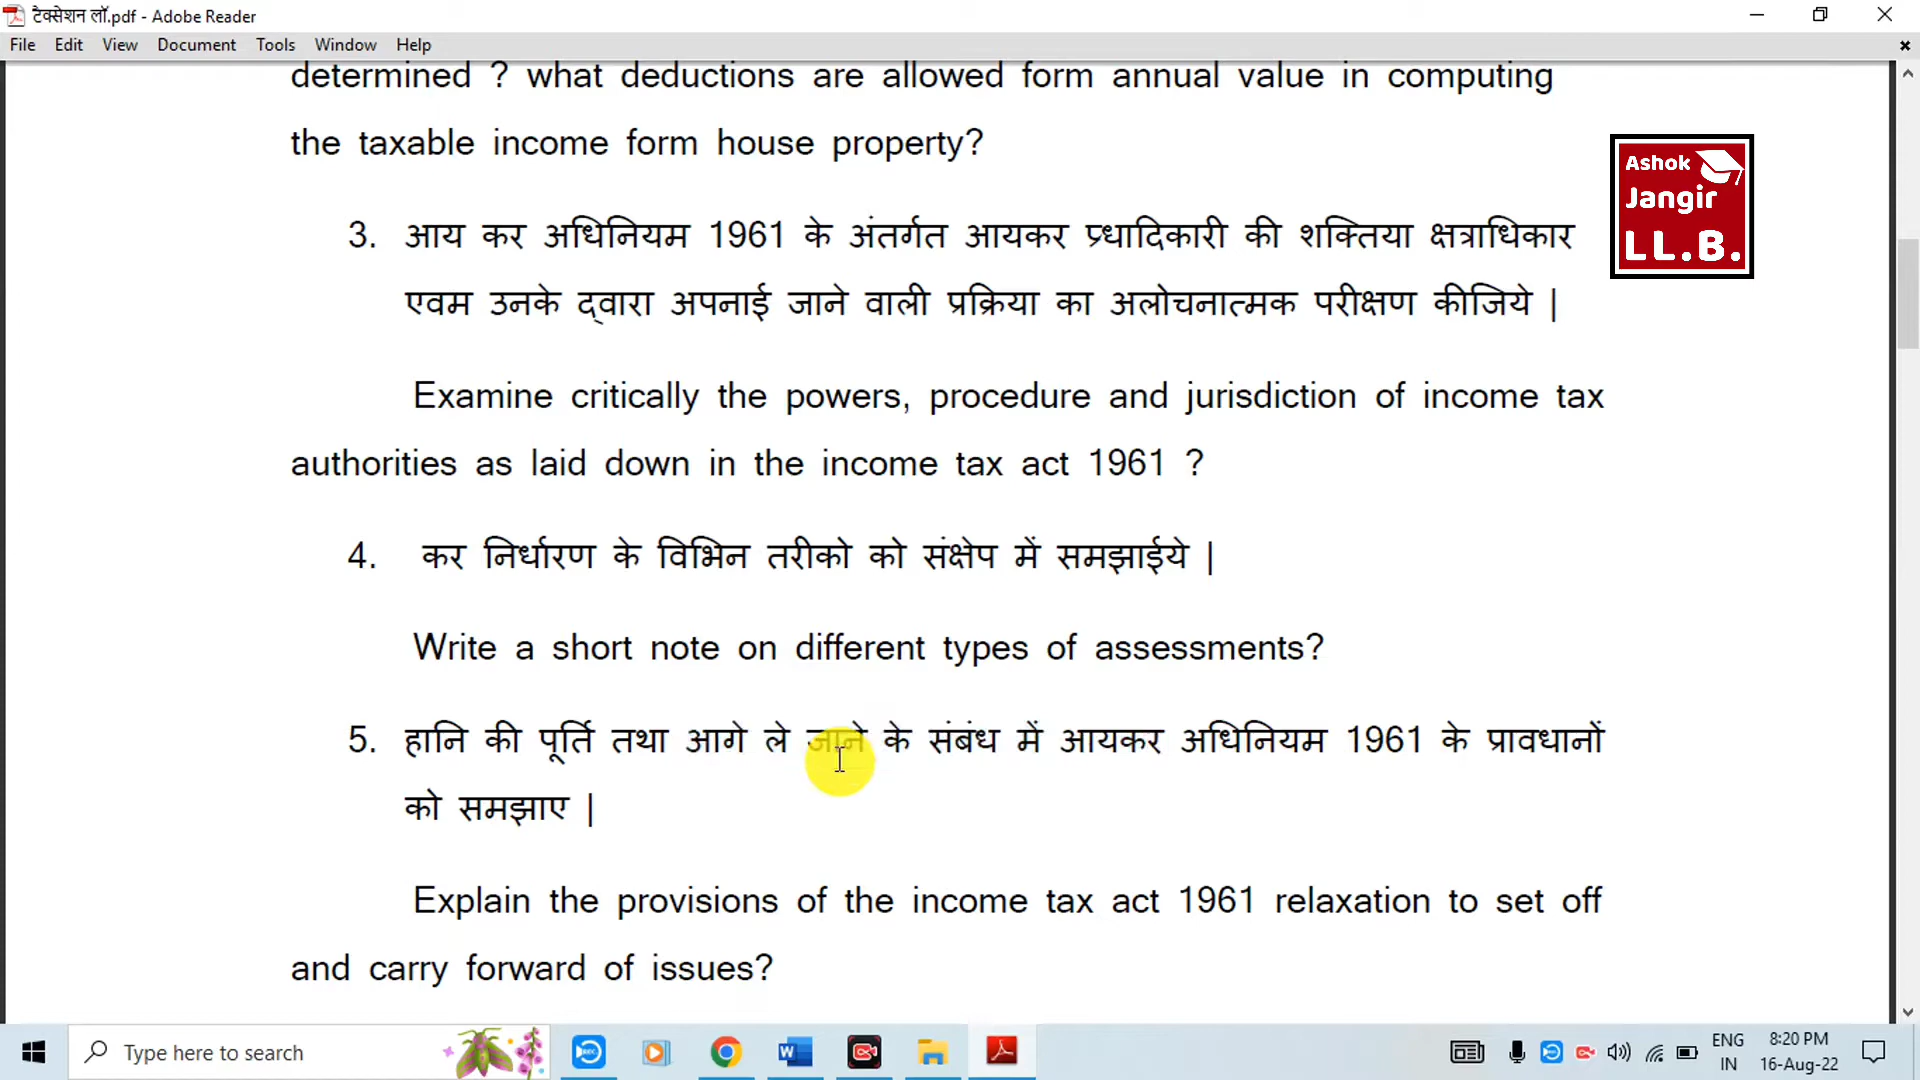 टैक्सेशन लॉ.pdf - Adobe Reader
File Edit View Document Tools Window Help
determined ? what deductions are allowed form annual value in computing
the taxable income form house property?
Ashok
Jangir
LL.B.
3. आय कर अधिनियम 1961 के अंतर्गत आयकर प्र्धादिकारी की शक्तिया क्षत्राधिकार
एवम उनके द्वारा अपनाई जाने वाली प्रक्रिया का अलोचनात्मक परीक्षण कीजिये |
Examine critically the powers, procedure and jurisdiction of income tax
authorities as laid down in the income tax act 1961 ?
4. कर निर्धारण के विभिन तरीको को संक्षेप में समझाईये |
Write a short note on different types of assessments?
5. हानि की पूर्ति तथा आगे ले जाने के संबंध में आयकर अधिनियम 1961 के प्रावधानों
को समझाए |
Explain the provisions of the income tax act 1961 relaxation to set off
and carry forward of issues?
Type here to search
REC
ENG
IN
8:20 PM
16-Aug-22